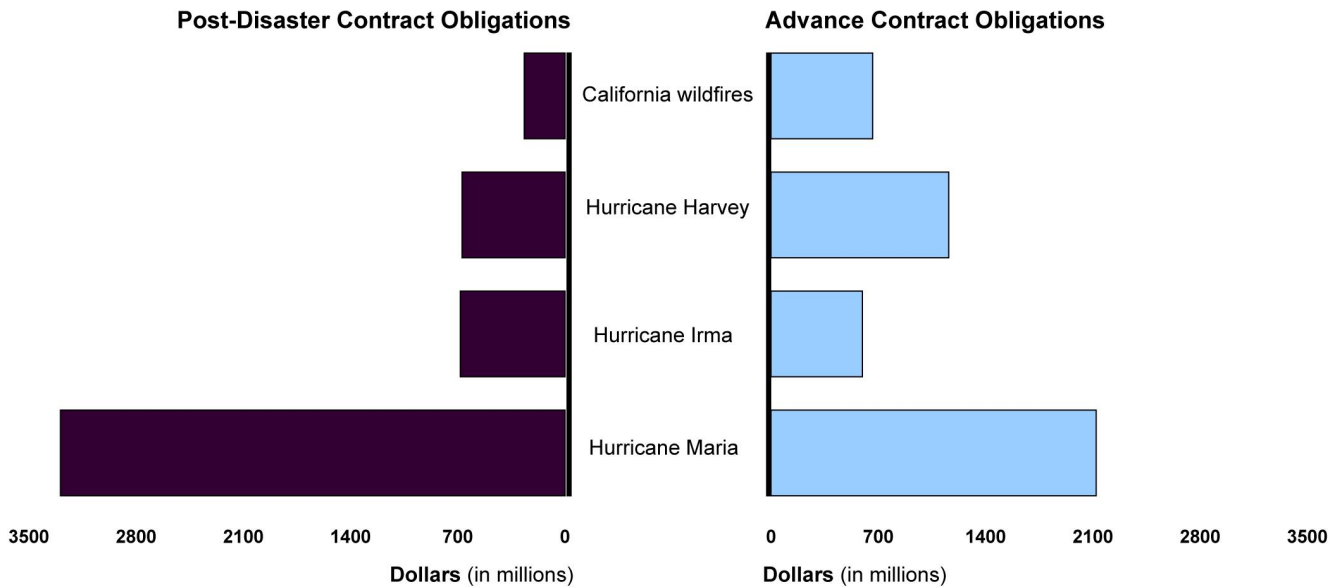 Post-Disaster Contract Obligations
Advance Contract Obligations
California wildfires
Hurricane Harvey
Hurricane Irma
Hurricane Maria
3500 2800 2100 1400 700 0
0 700 1400 2100 2800 3500
Dollars (in millions)
Dollars (in millions)